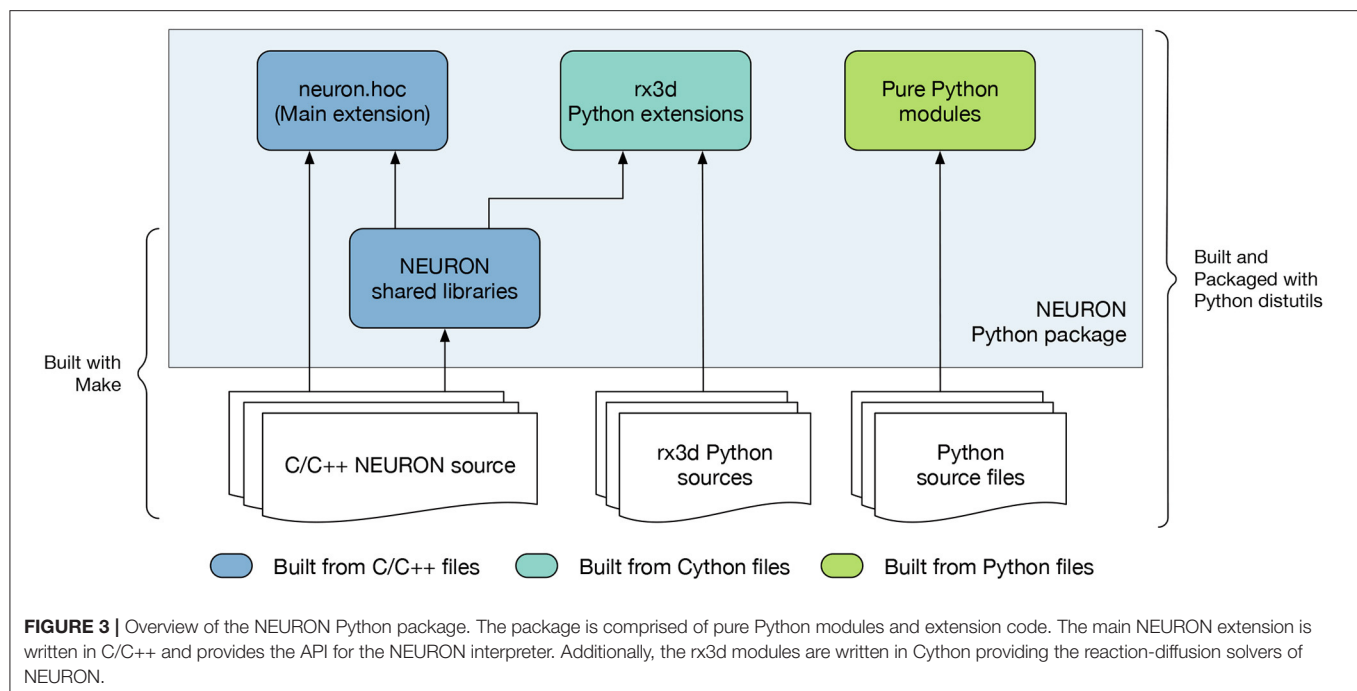 neuron.hoc
(Main extension)
rx3d
Python extensions
Pure Python
modules
NEURON
shared libraries
NEURON
Python package
Built and
Packaged with
Python distutils
Built with
Make
C/C++ NEURON source
rx3d Python
sources
Python
source files
Built from C/C++ files
Built from Cython files
Built from Python files
FIGURE 3 | Overview of the NEURON Python package. The package is comprised of pure Python modules and extension code. The main NEURON extension is
written in C/C++ and provides the API for the NEURON interpreter. Additionally, the rx3d modules are written in Cython providing the reaction-diffusion solvers of
NEURON.